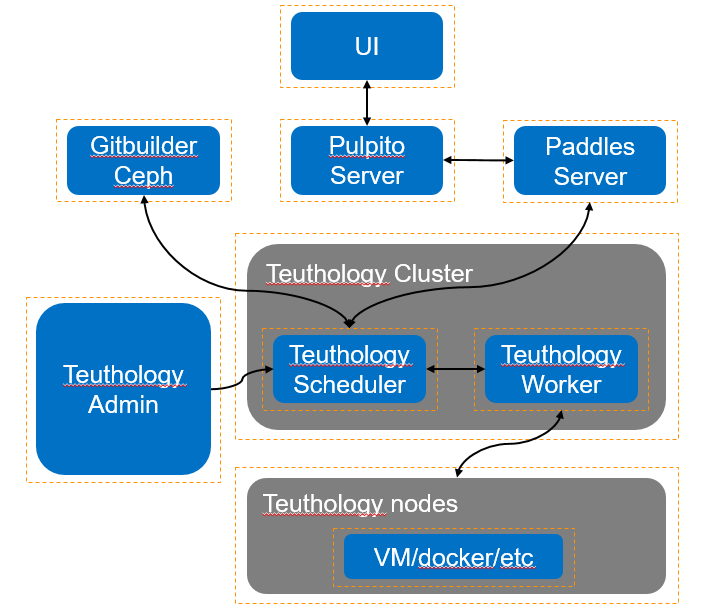 UI
Gitbuilder
Ceph
Pulpito
Server
Paddles
Server
Teuthology Cluster
Teuthology
Admin
Teuthology
Scheduler
Teuthology
Worker
Teuthology nodes
VM/docker/etc